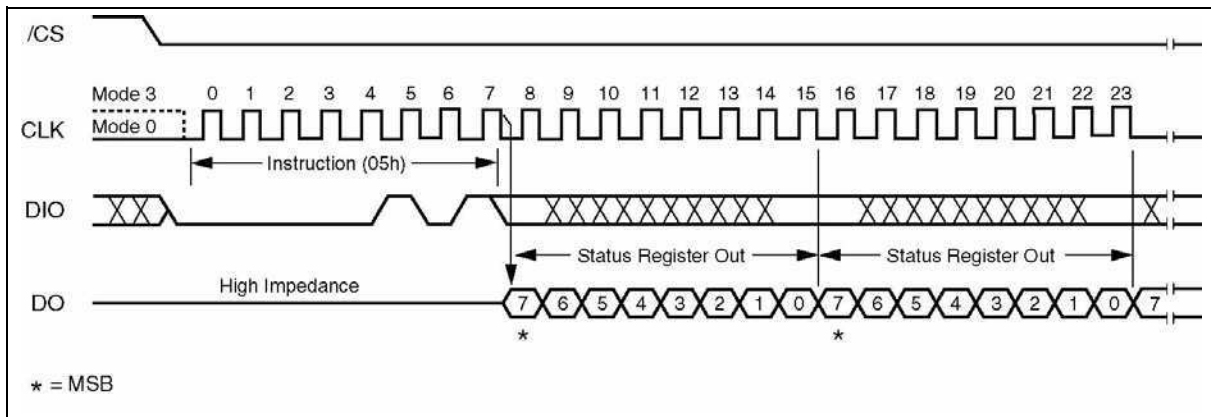 /CS
Mode 3
0 1 2 3 4 5 6 7 8 9 10 11 12 13 14 15 16 17 18 19 20 21 22 23
CLK
Mode 0
Instruction (05h)
DIO
Status Register Out
Status Register Out
High Impedance
DO
7 6 5 4 3 2 1 0 7 6 5 4 3 2 1 0 7
* *
* = MSB